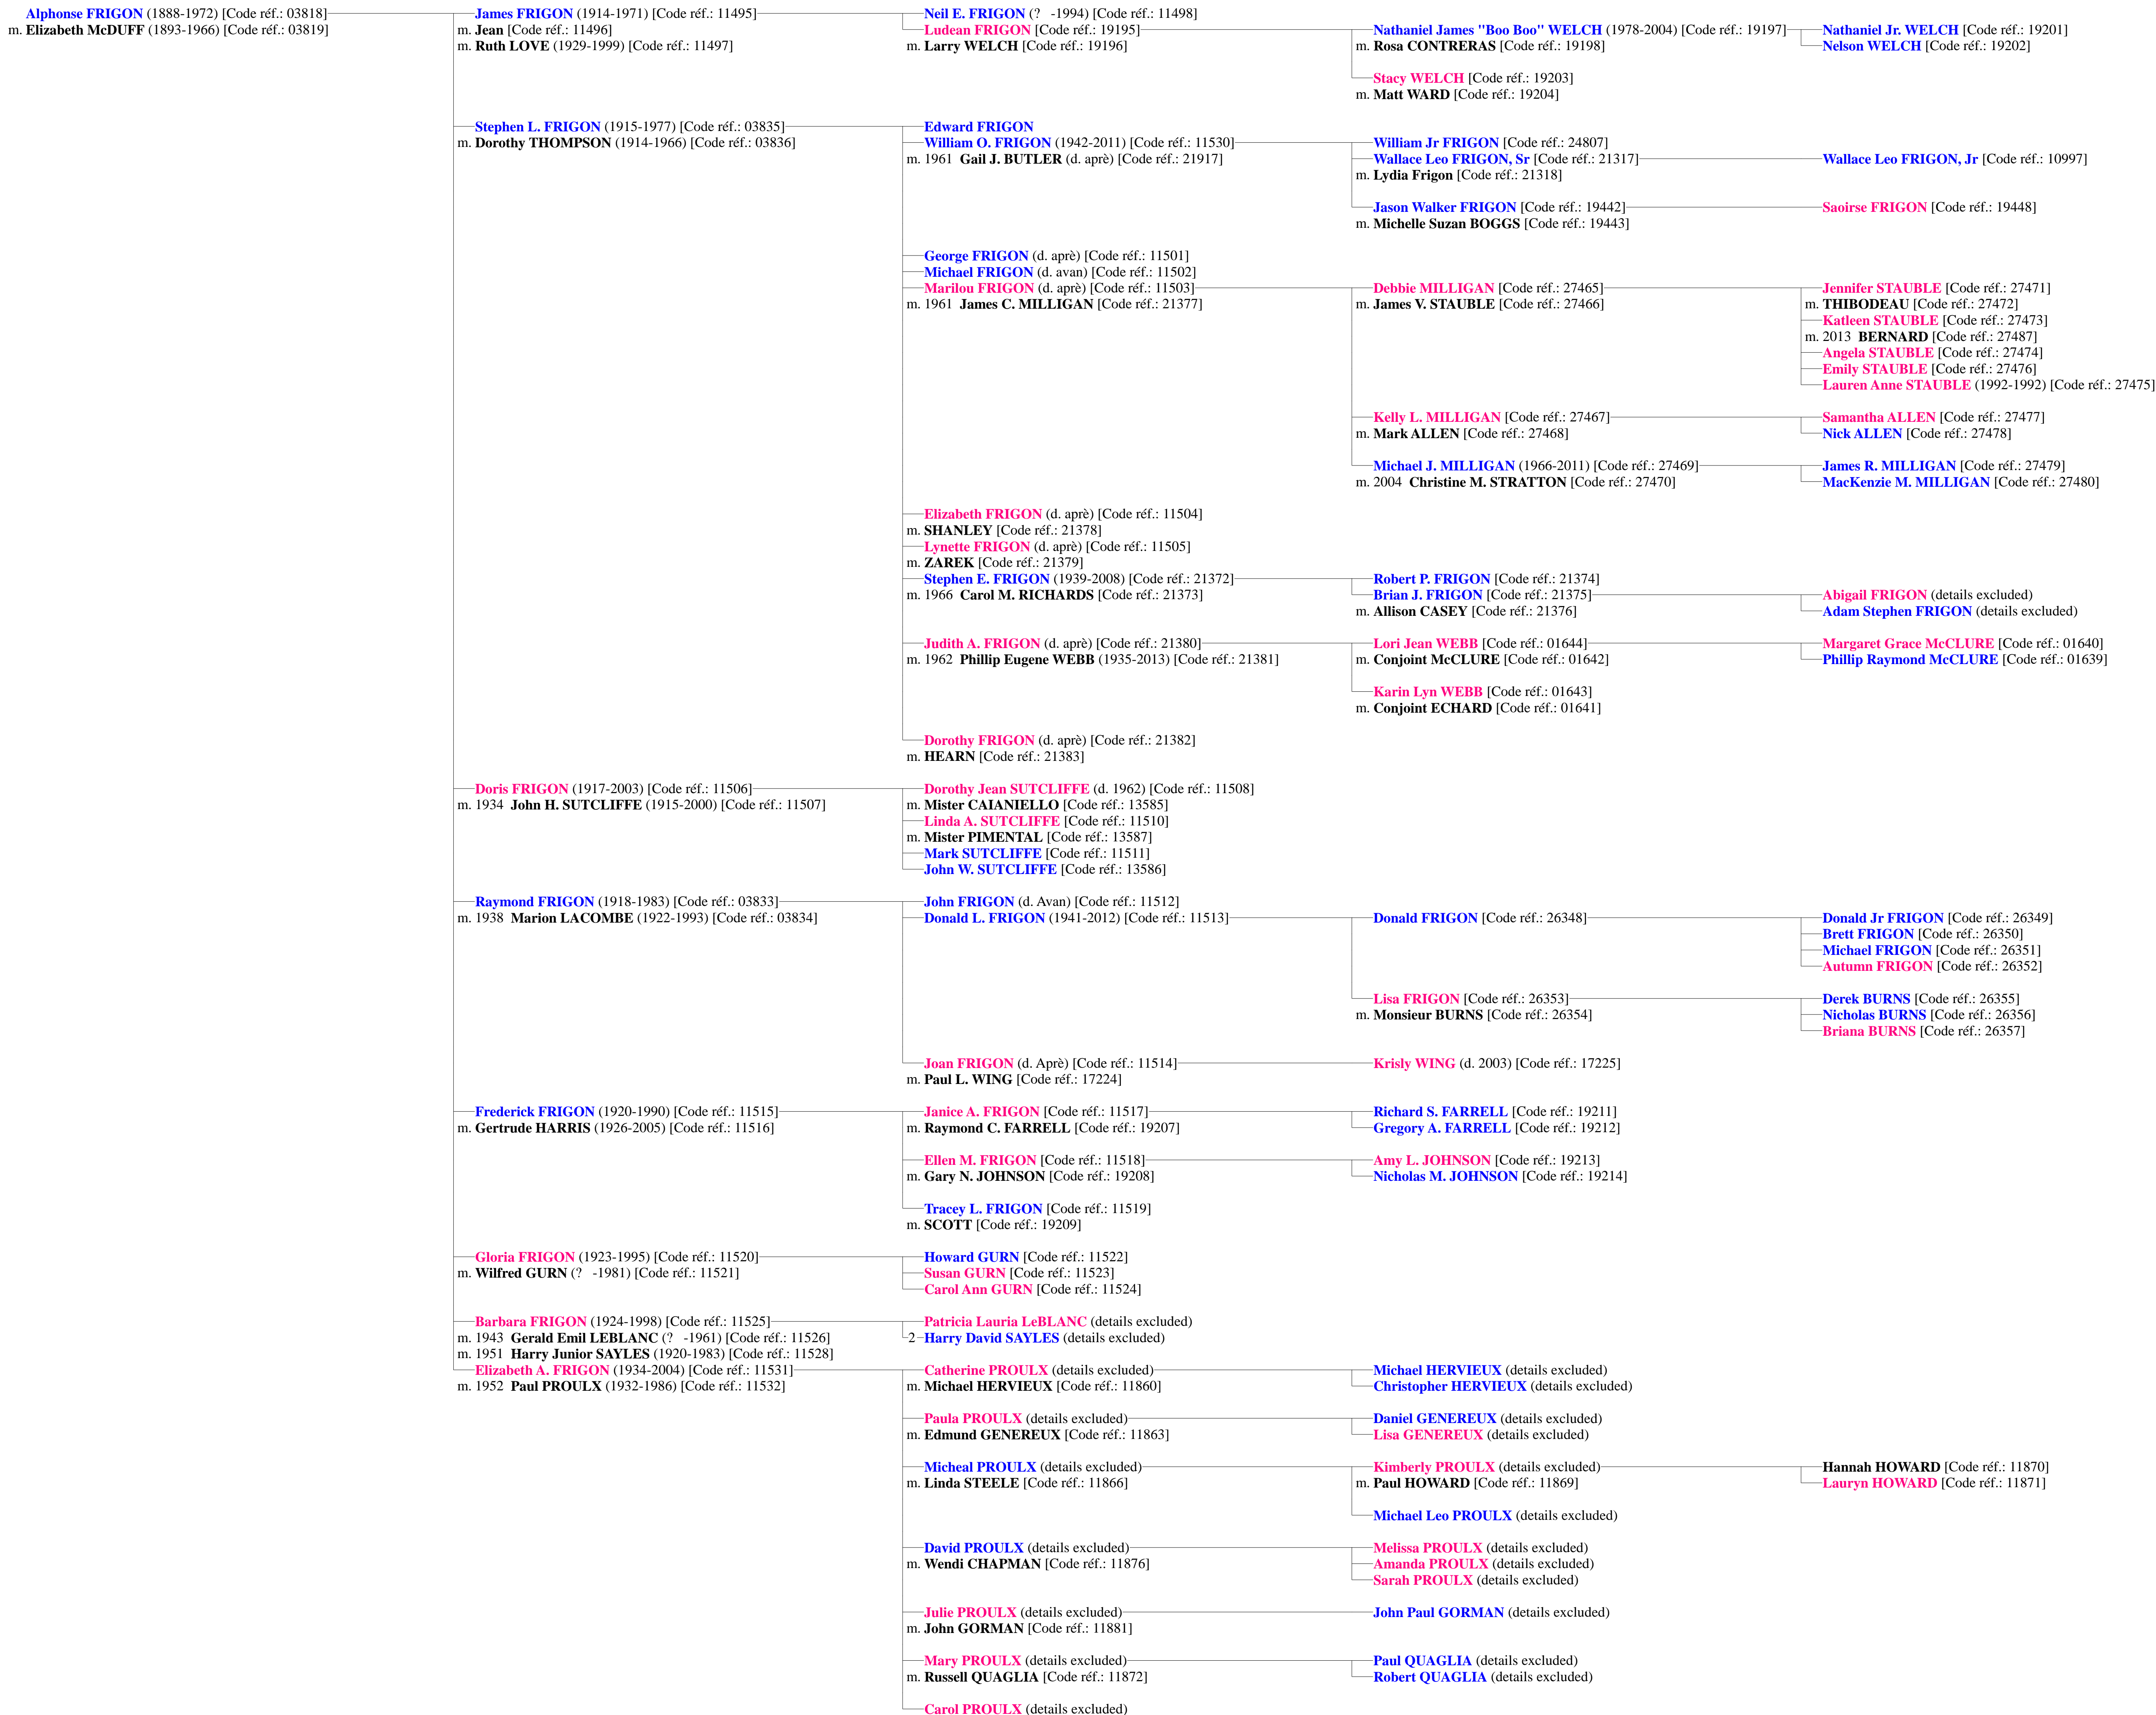 Alphonse FRIGON (1888-1972) [Code réf.: 03818]
m. Elizabeth McDUFF (1893-1966) [Code réf.: 03819]
James FRIGON (1914-1971) [Code réf.: 11495]
m. Jean [Code réf.: 11496]
m. Ruth LOVE (1929-1999) [Code réf.: 11497]
Neil E. FRIGON (? -1994) [Code réf.: 11498]
Ludean FRIGON [Code réf.: 19195]
m. Larry WELCH [Code réf.: 19196]
Nathaniel James "Boo Boo" WELCH (1978-2004) [Code réf.: 19197]
m. Rosa CONTRERAS [Code réf.: 19198]
Nathaniel Jr. WELCH [Code réf.: 19201]
Nelson WELCH [Code réf.: 19202]
Stacy WELCH [Code réf.: 19203]
m. Matt WARD [Code réf.: 19204]
Stephen L. FRIGON (1915-1977) [Code réf.: 03835]
m. Dorothy THOMPSON (1914-1966) [Code réf.: 03836]
Edward FRIGON
William O. FRIGON (1942-2011) [Code réf.: 11530]
m. 1961 Gail J. BUTLER (d. aprè) [Code réf.: 21917]
William Jr FRIGON [Code réf.: 24807]
Wallace Leo FRIGON, Sr [Code réf.: 21317]
m. Lydia Frigon [Code réf.: 21318]
Wallace Leo FRIGON, Jr [Code réf.: 10997]
Jason Walker FRIGON [Code réf.: 19442]
m. Michelle Suzan BOGGS [Code réf.: 19443]
Saoirse FRIGON [Code réf.: 19448]
George FRIGON (d. aprè) [Code réf.: 11501]
Michael FRIGON (d. avan) [Code réf.: 11502]
Marilou FRIGON (d. aprè) [Code réf.: 11503]
m. 1961 James C. MILLIGAN [Code réf.: 21377]
Debbie MILLIGAN [Code réf.: 27465]
m. James V. STAUBLE [Code réf.: 27466]
Jennifer STAUBLE [Code réf.: 27471]
m. THIBODEAU [Code réf.: 27472]
Katleen STAUBLE [Code réf.: 27473]
m. 2013 BERNARD [Code réf.: 27487]
Angela STAUBLE [Code réf.: 27474]
Emily STAUBLE [Code réf.: 27476]
Lauren Anne STAUBLE (1992-1992) [Code réf.: 27475]
Kelly L. MILLIGAN [Code réf.: 27467]
m. Mark ALLEN [Code réf.: 27468]
Samantha ALLEN [Code réf.: 27477]
Nick ALLEN [Code réf.: 27478]
Michael J. MILLIGAN (1966-2011) [Code réf.: 27469]
m. 2004 Christine M. STRATTON [Code réf.: 27470]
James R. MILLIGAN [Code réf.: 27479]
MacKenzie M. MILLIGAN [Code réf.: 27480]
Elizabeth FRIGON (d. aprè) [Code réf.: 11504]
m. SHANLEY [Code réf.: 21378]
Lynette FRIGON (d. aprè) [Code réf.: 11505]
m. ZAREK [Code réf.: 21379]
Stephen E. FRIGON (1939-2008) [Code réf.: 21372]
m. 1966 Carol M. RICHARDS [Code réf.: 21373]
Robert P. FRIGON [Code réf.: 21374]
Brian J. FRIGON [Code réf.: 21375]
m. Allison CASEY [Code réf.: 21376]
Abigail FRIGON (details excluded)
Adam Stephen FRIGON (details excluded)
Judith A. FRIGON (d. aprè) [Code réf.: 21380]
m. 1962 Phillip Eugene WEBB (1935-2013) [Code réf.: 21381]
Lori Jean WEBB [Code réf.: 01644]
m. Conjoint McCLURE [Code réf.: 01642]
Margaret Grace McCLURE [Code réf.: 01640]
Phillip Raymond McCLURE [Code réf.: 01639]
Karin Lyn WEBB [Code réf.: 01643]
m. Conjoint ECHARD [Code réf.: 01641]
Dorothy FRIGON (d. aprè) [Code réf.: 21382]
m. HEARN [Code réf.: 21383]
Doris FRIGON (1917-2003) [Code réf.: 11506]
m. 1934 John H. SUTCLIFFE (1915-2000) [Code réf.: 11507]
Dorothy Jean SUTCLIFFE (d. 1962) [Code réf.: 11508]
m. Mister CAIANIELLO [Code réf.: 13585]
Linda A. SUTCLIFFE [Code réf.: 11510]
m. Mister PIMENTAL [Code réf.: 13587]
Mark SUTCLIFFE [Code réf.: 11511]
John W. SUTCLIFFE [Code réf.: 13586]
Raymond FRIGON (1918-1983) [Code réf.: 03833]
m. 1938 Marion LACOMBE (1922-1993) [Code réf.: 03834]
John FRIGON (d. Avan) [Code réf.: 11512]
Donald L. FRIGON (1941-2012) [Code réf.: 11513]
Donald FRIGON [Code réf.: 26348]
Donald Jr FRIGON [Code réf.: 26349]
Brett FRIGON [Code réf.: 26350]
Michael FRIGON [Code réf.: 26351]
Autumn FRIGON [Code réf.: 26352]
Lisa FRIGON [Code réf.: 26353]
m. Monsieur BURNS [Code réf.: 26354]
Derek BURNS [Code réf.: 26355]
Nicholas BURNS [Code réf.: 26356]
Briana BURNS [Code réf.: 26357]
Joan FRIGON (d. Aprè) [Code réf.: 11514]
m. Paul L. WING [Code réf.: 17224]
Krisly WING (d. 2003) [Code réf.: 17225]
Frederick FRIGON (1920-1990) [Code réf.: 11515]
m. Gertrude HARRIS (1926-2005) [Code réf.: 11516]
Janice A. FRIGON [Code réf.: 11517]
m. Raymond C. FARRELL [Code réf.: 19207]
Richard S. FARRELL [Code réf.: 19211]
Gregory A. FARRELL [Code réf.: 19212]
Ellen M. FRIGON [Code réf.: 11518]
m. Gary N. JOHNSON [Code réf.: 19208]
Amy L. JOHNSON [Code réf.: 19213]
Nicholas M. JOHNSON [Code réf.: 19214]
Tracey L. FRIGON [Code réf.: 11519]
m. SCOTT [Code réf.: 19209]
Gloria FRIGON (1923-1995) [Code réf.: 11520]
m. Wilfred GURN (? -1981) [Code réf.: 11521]
Howard GURN [Code réf.: 11522]
Susan GURN [Code réf.: 11523]
Carol Ann GURN [Code réf.: 11524]
Barbara FRIGON (1924-1998) [Code réf.: 11525]
m. 1943 Gerald Emil LEBLANC (? -1961) [Code réf.: 11526]
m. 1951 Harry Junior SAYLES (1920-1983) [Code réf.: 11528]
Patricia Lauria LeBLANC (details excluded)
2 Harry David SAYLES (details excluded)
Elizabeth A. FRIGON (1934-2004) [Code réf.: 11531]
m. 1952 Paul PROULX (1932-1986) [Code réf.: 11532]
Catherine PROULX (details excluded)
m. Michael HERVIEUX [Code réf.: 11860]
Michael HERVIEUX (details excluded)
Christopher HERVIEUX (details excluded)
Paula PROULX (details excluded)
m. Edmund GENEREUX [Code réf.: 11863]
Daniel GENEREUX (details excluded)
Lisa GENEREUX (details excluded)
Micheal PROULX (details excluded)
m. Linda STEELE [Code réf.: 11866]
Kimberly PROULX (details excluded)
m. Paul HOWARD [Code réf.: 11869]
Hannah HOWARD [Code réf.: 11870]
Lauryn HOWARD [Code réf.: 11871]
Michael Leo PROULX (details excluded)
David PROULX (details excluded)
m. Wendi CHAPMAN [Code réf.: 11876]
Melissa PROULX (details excluded)
Amanda PROULX (details excluded)
Sarah PROULX (details excluded)
Julie PROULX (details excluded)
m. John GORMAN [Code réf.: 11881]
John Paul GORMAN (details excluded)
Mary PROULX (details excluded)
m. Russell QUAGLIA [Code réf.: 11872]
Paul QUAGLIA (details excluded)
Robert QUAGLIA (details excluded)
Carol PROULX (details excluded)